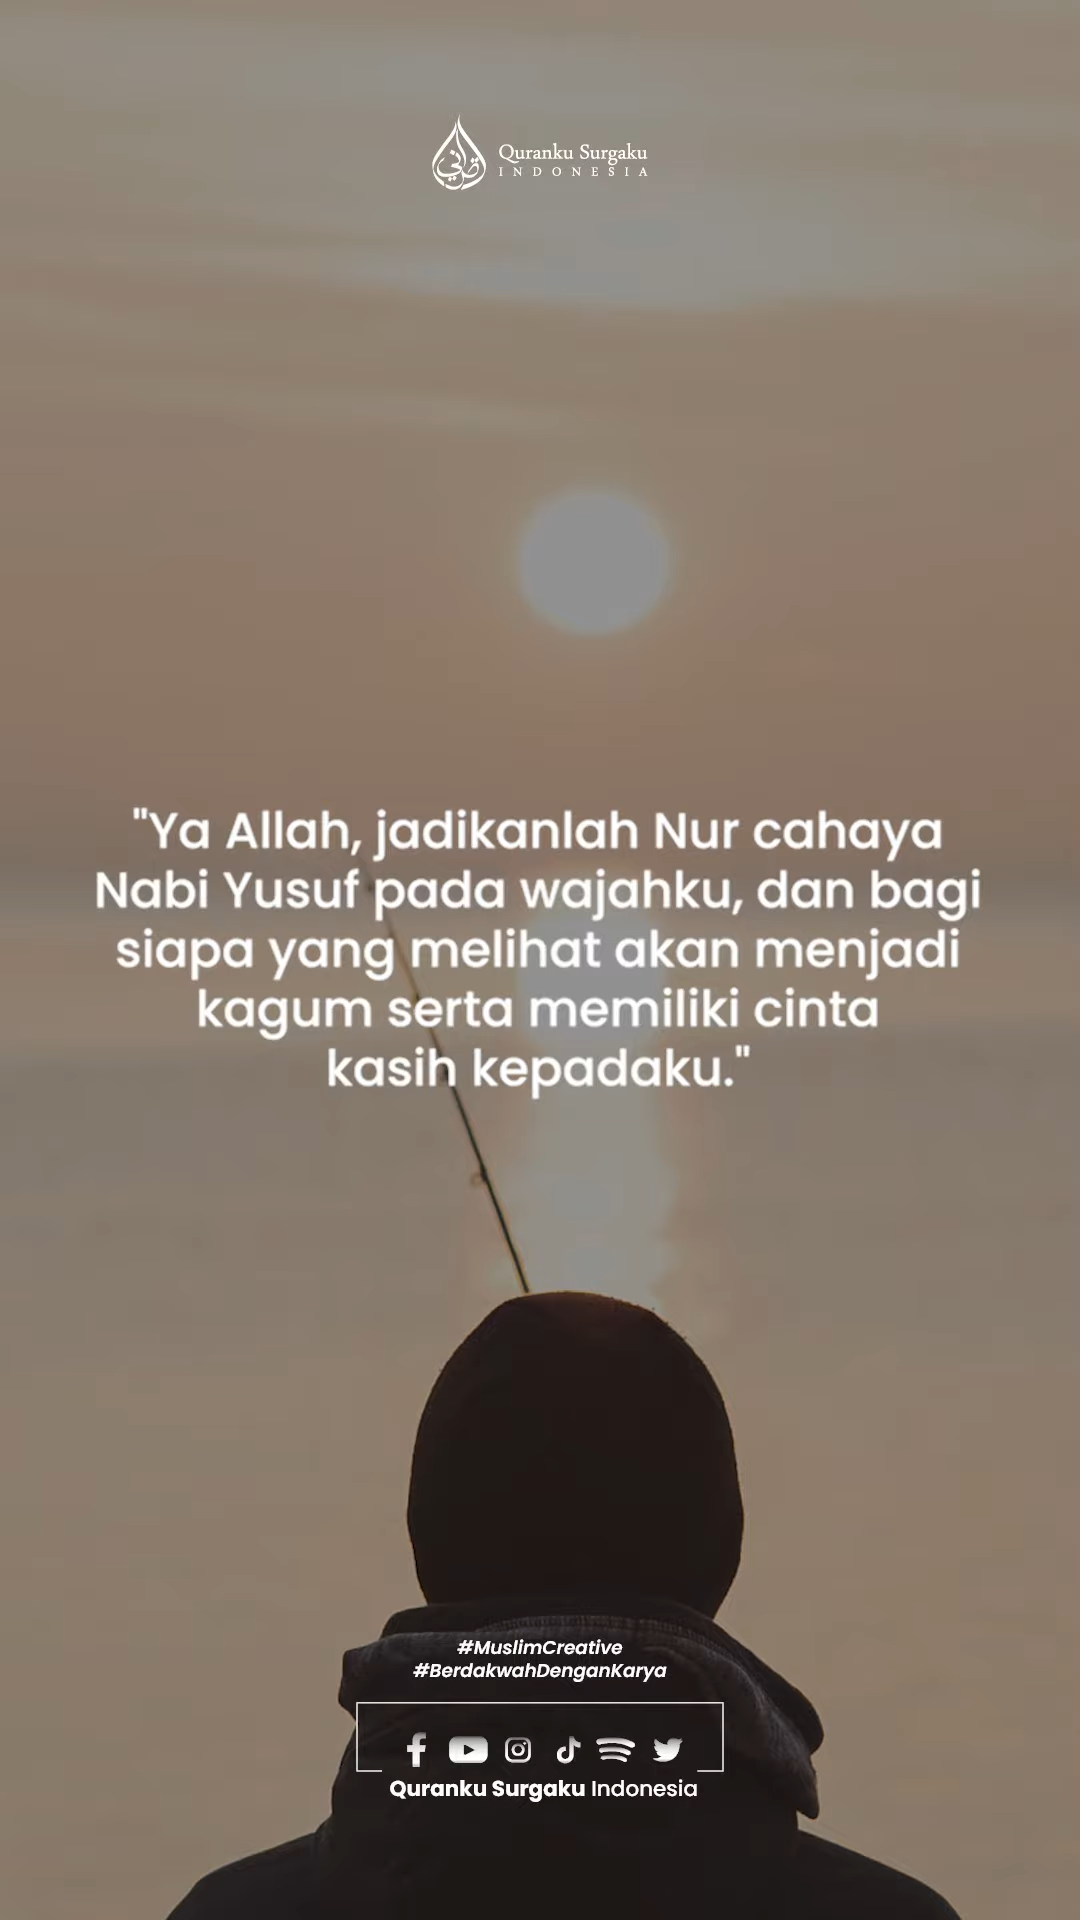 Quranku Surgaku
INDONESIA
"Ya Allah, jadikanlah Nur cahaya
Nabi Yusuf pada wajahku, dan bagi
siapa yang melihat akan menjadi
kagum serta memiliki cinta
kasih kepadaku."
#MuslimCreative
#BerdakwahDenganKarya
Quranku Surgaku Indonesia